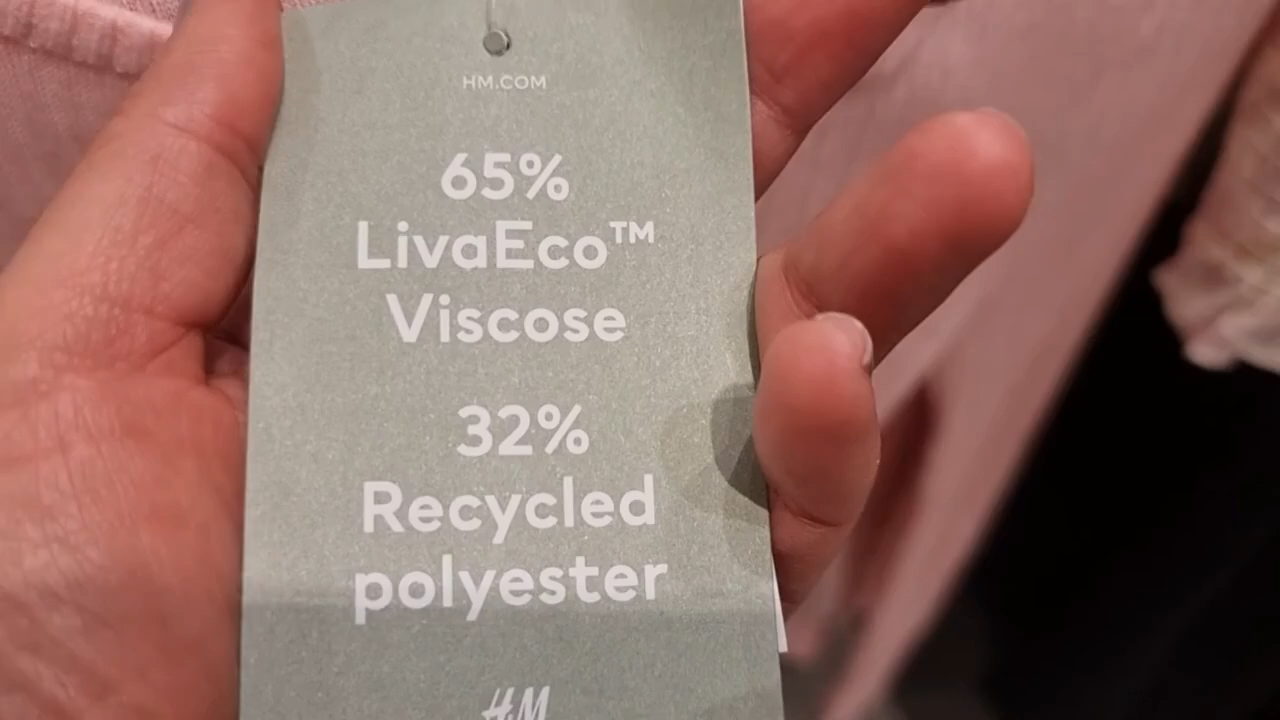 HM.COM
65%
LivaEco™
Viscose
32%
Recycled
polyester
H&M